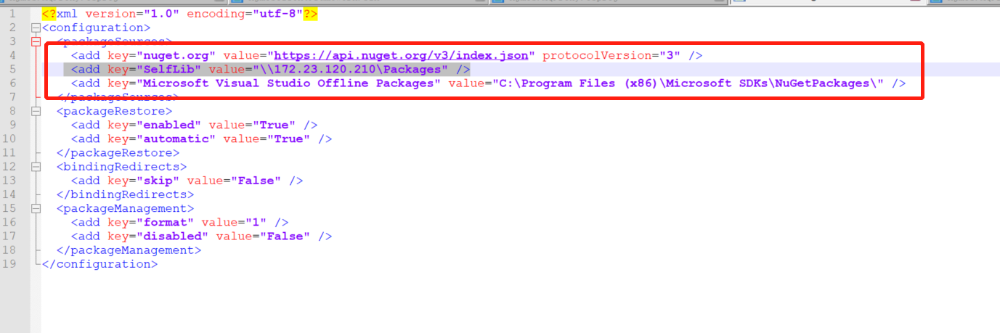 1 <?xml version="1.0" encoding="utf-8"?>
2 <configuration>
3 <packageSources>
4 <add key="nuget.org" value="https://api.nuget.org/v3/index.json" protocolVersion="3" />
5 <add key="SelfLib" value="\\172.23.120.210\Packages" />
6 <add key="Microsoft Visual Studio Offline Packages" value="C:\Program Files (x86)\Microsoft SDKs\NuGetPackages\" />
7 </packageSources>
8 <packageRestore>
9 <add key="enabled" value="True" />
10 <add key="automatic" value="True" />
11 </packageRestore>
12 <bindingRedirects>
13 <add key="skip" value="False" />
14 </bindingRedirects>
15 <packageManagement>
16 <add key="format" value="1" />
17 <add key="disabled" value="False" />
18 </packageManagement>
19 </configuration>